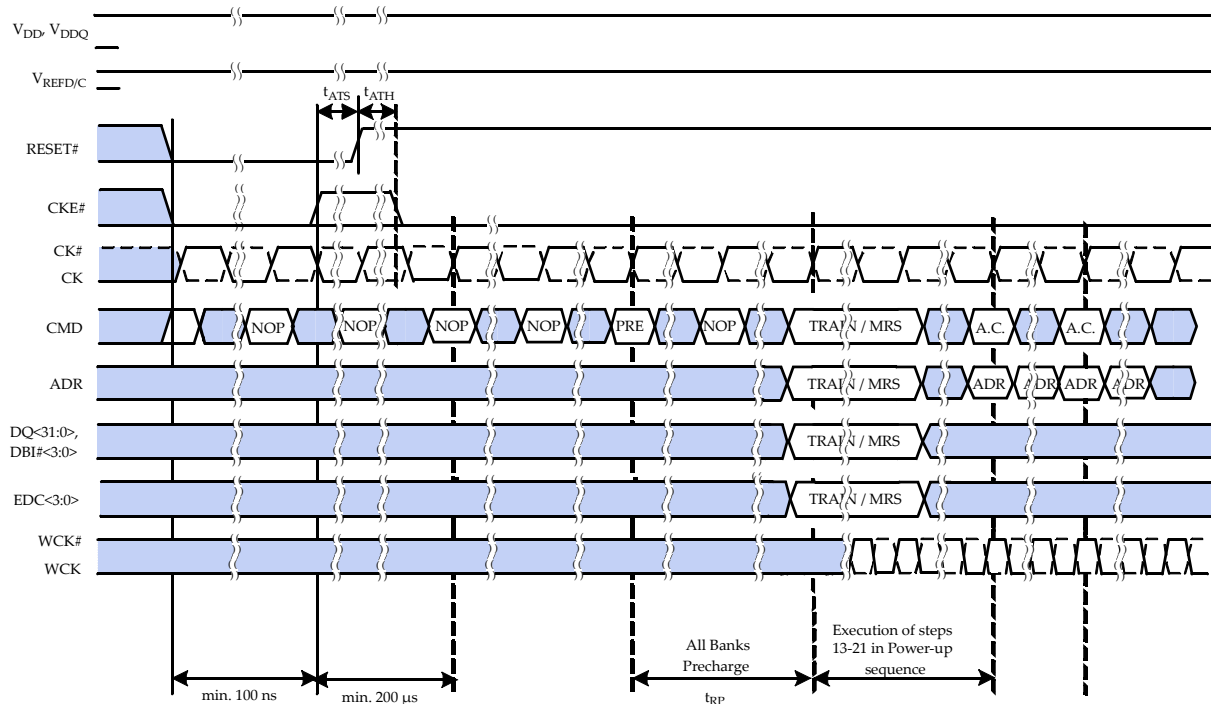 VDD, VDDQ
VREFD/C
tATS tATH
RESET#
CKE#
CK#
CK
CMD NOP NOP NOP NOP PRE NOP TRAIN / MRS A.C. A.C.
ADR TRAIN / MRS ADR ADR ADR ADR
DQ<31:0>,
DBI#<3:0> TRAIN / MRS
EDC<3:0> TRAIN / MRS
WCK#
WCK
All Banks
Precharge
Execution of steps
13-21 in Power-up
sequence
min. 100 ns min. 200 µs tRP